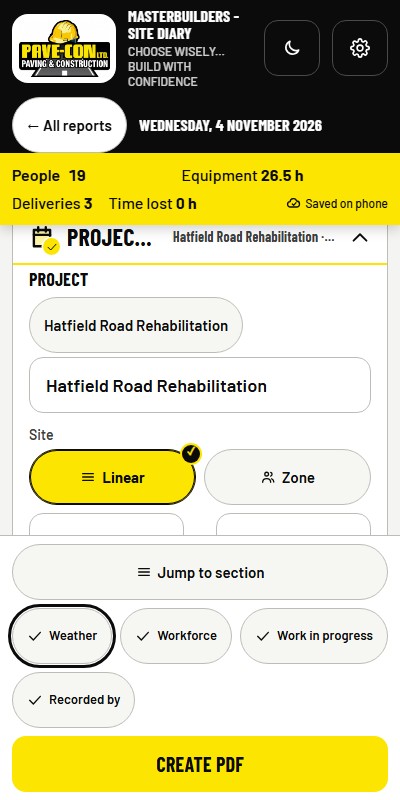 PAVE-CON LTD.
PAVING & CONSTRUCTION
MASTERBUILDERS - SITE DIARY
CHOOSE WISELY... BUILD WITH CONFIDENCE
← All reports
WEDNESDAY, 4 NOVEMBER 2026
People 19
Equipment 26.5 h
Deliveries 3
Time lost 0 h
Saved on phone
PROJEC...
Hatfield Road Rehabilitation ·...
PROJECT
Hatfield Road Rehabilitation
Hatfield Road Rehabilitation
Site
Linear
Zone
Jump to section
Weather
Workforce
Work in progress
Recorded by
CREATE PDF